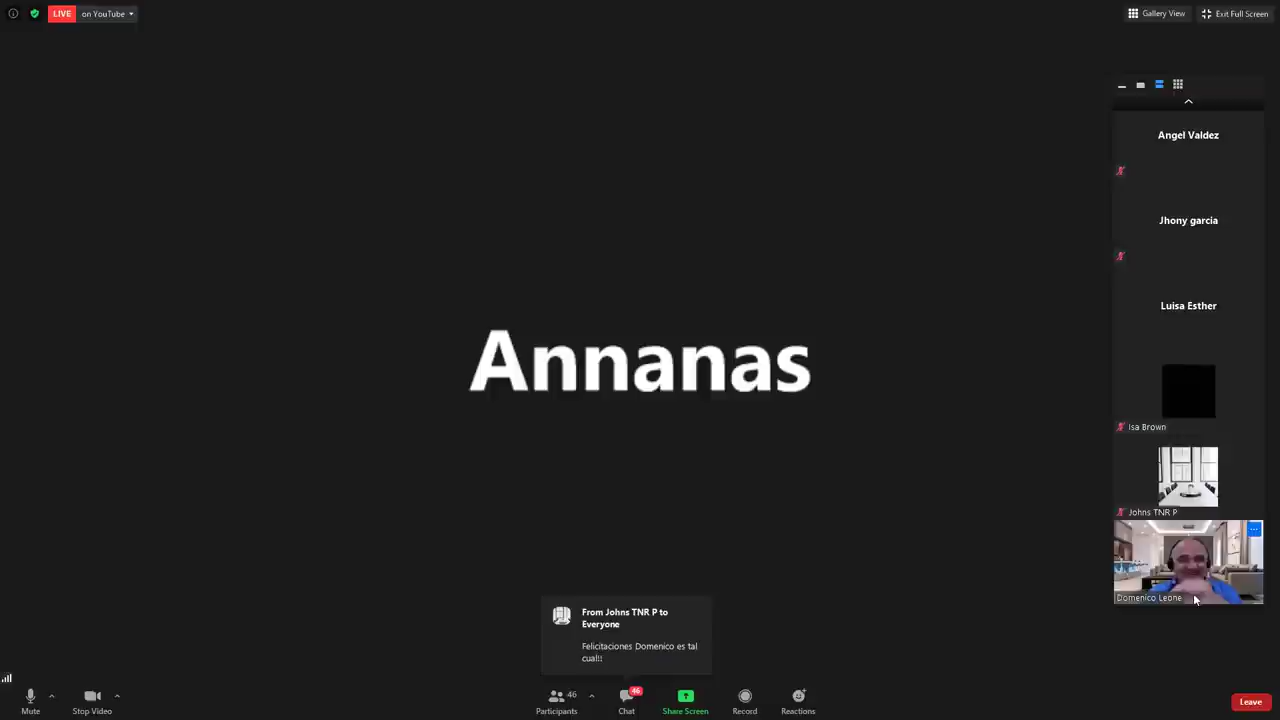 LIVE on YouTube
Gallery View
Exit Full Screen
Angel Valdez
Jhony garcia
Luisa Esther
Annanas
Isa Brown
Johns TNR P
Domenico Leone
From Johns TNR P to
Everyone
Felicitaciones Domenico es tal
cual!!
Mute
Stop Video
46
Participants
46
Chat
Share Screen
Record
Reactions
Leave